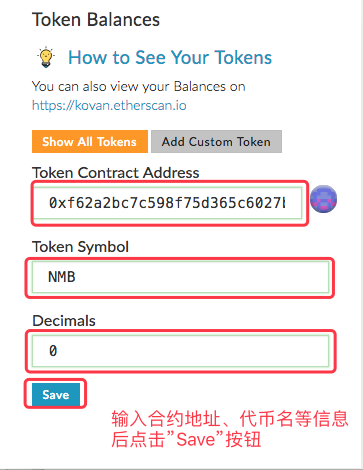 Token Balances
How to See Your Tokens
You can also view your Balances on
https://kovan.etherscan.io
Show All Tokens Add Custom Token
Token Contract Address
0xf62a2bc7c598f75d365c6027b
Token Symbol
NMB
Decimals
0
Save
输入合约地址、代币名等信息
后点击”Save”按钮